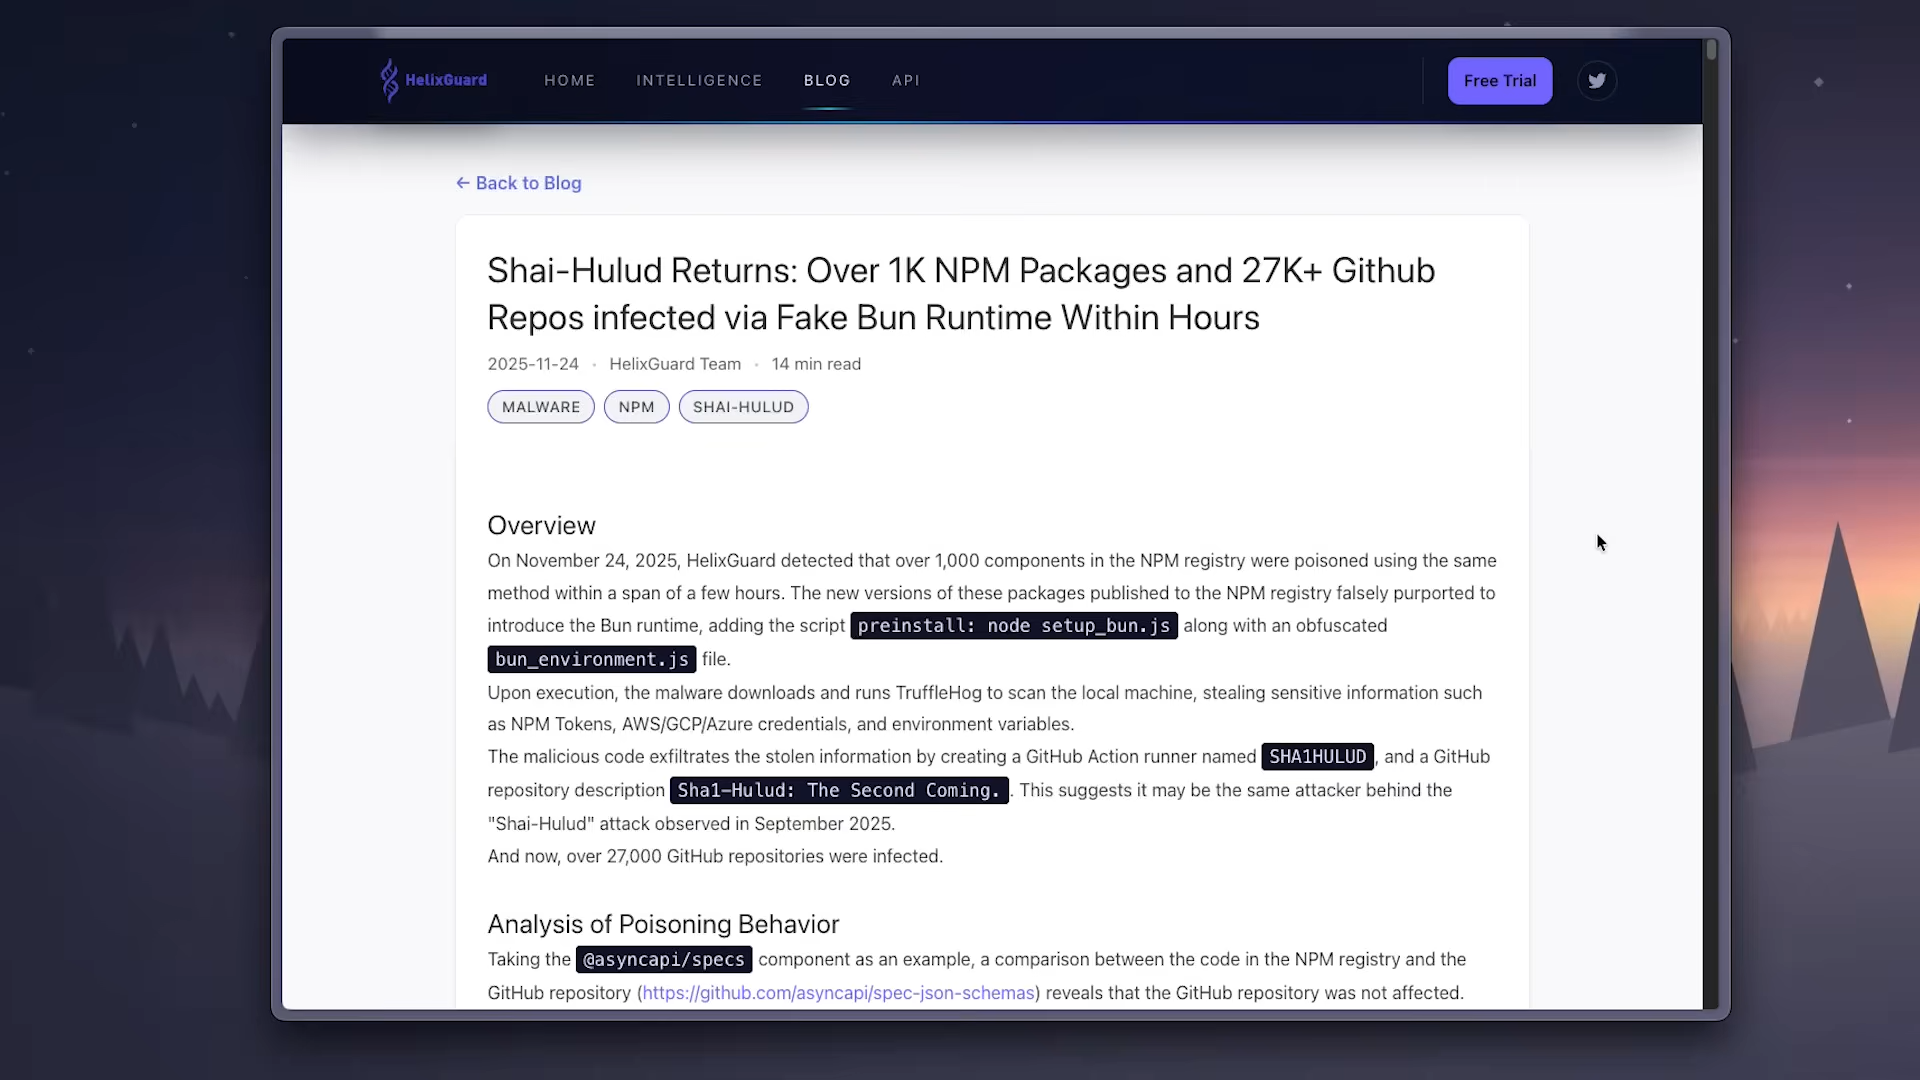 HelixGuard
HOME
INTELLIGENCE
BLOG
API
Free Trial
← Back to Blog
Shai-Hulud Returns: Over 1K NPM Packages and 27K+ Github
Repos infected via Fake Bun Runtime Within Hours
2025-11-24 · HelixGuard Team · 14 min read
MALWARE NPM SHAI-HULUD
Overview
On November 24, 2025, HelixGuard detected that over 1,000 components in the NPM registry were poisoned using the same
method within a span of a few hours. The new versions of these packages published to the NPM registry falsely purported to
introduce the Bun runtime, adding the script preinstall: node setup_bun.js along with an obfuscated
bun_environment.js file.
Upon execution, the malware downloads and runs TruffleHog to scan the local machine, stealing sensitive information such
as NPM Tokens, AWS/GCP/Azure credentials, and environment variables.
The malicious code exfiltrates the stolen information by creating a GitHub Action runner named SHA1HULUD, and a GitHub
repository description Sha1-Hulud: The Second Coming.. This suggests it may be the same attacker behind the
"Shai-Hulud" attack observed in September 2025.
And now, over 27,000 GitHub repositories were infected.
Analysis of Poisoning Behavior
Taking the @asyncapi/specs component as an example, a comparison between the code in the NPM registry and the
GitHub repository (https://github.com/asyncapi/spec-json-schemas) reveals that the GitHub repository was not affected.